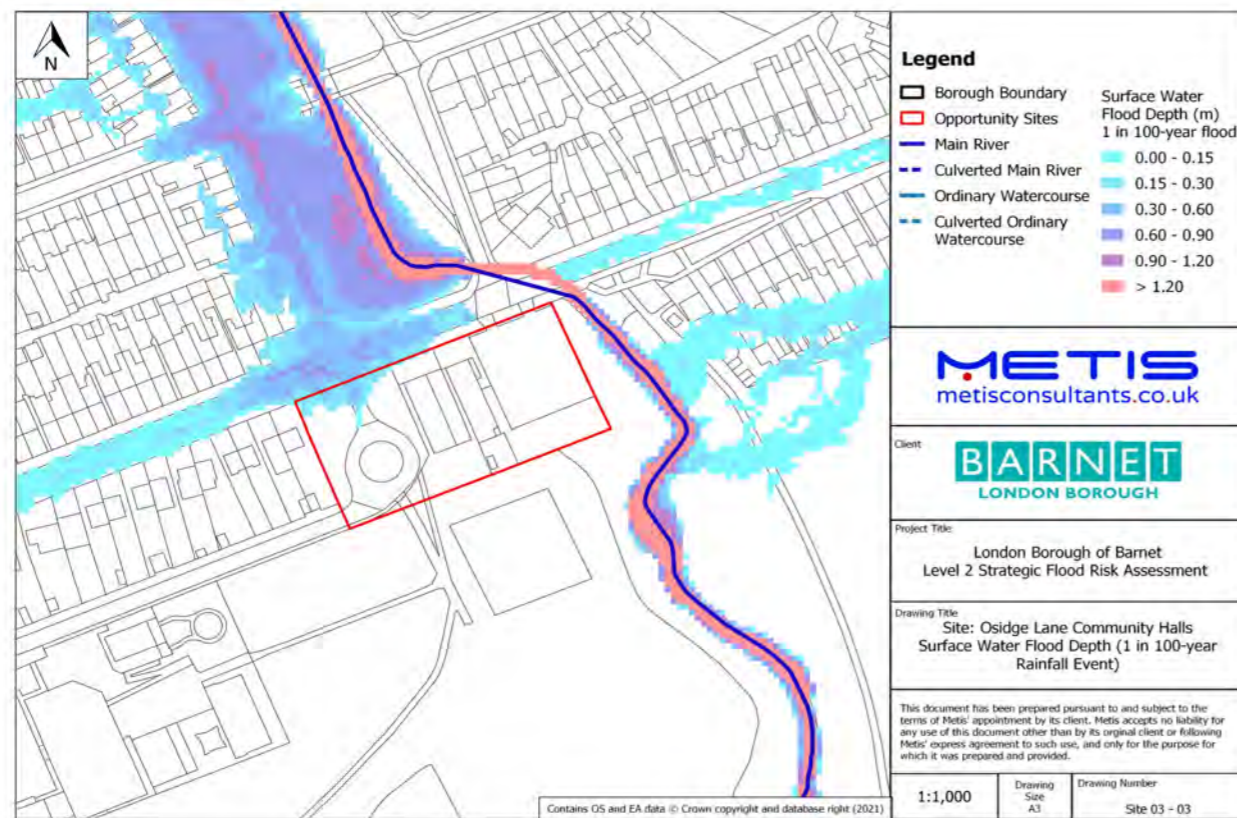 N
Legend
Borough Boundary
Opportunity Sites
Main River
Culverted Main River
Ordinary Watercourse
Culverted Ordinary
Watercourse
Surface Water
Flood Depth (m)
1 in 100-year flood
0.00 - 0.15
0.15 - 0.30
0.30 - 0.60
0.60 - 0.90
0.90 - 1.20
> 1.20
METIS
metisconsultants.co.uk
Client
BARNET
LONDON BOROUGH
Project Title
London Borough of Barnet
Level 2 Strategic Flood Risk Assessment
Drawing Title
Site: Osidge Lane Community Halls
Surface Water Flood Depth (1 in 100-year
Rainfall Event)
This document has been prepared pursuant to and subject to the
terms of Metis' appointment by its client. Metis accepts no liability for
any use of this document other than by its orginal client or following
Metis' express agreement to such use, and only for the purpose for
which it was prepared and provided.
1:1,000
Drawing
Size
A3
Drawing Number
Site 03 - 03
Contains OS and EA data © Crown copyright and database right (2021)